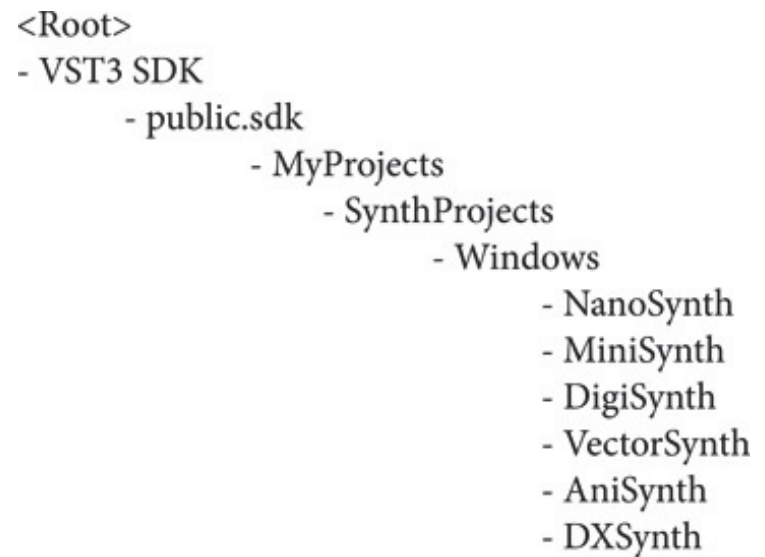 <Root>
- VST3 SDK
- public.sdk
- MyProjects
- SynthProjects
- Windows
- NanoSynth
- MiniSynth
- DigiSynth
- VectorSynth
- AniSynth
- DXSynth